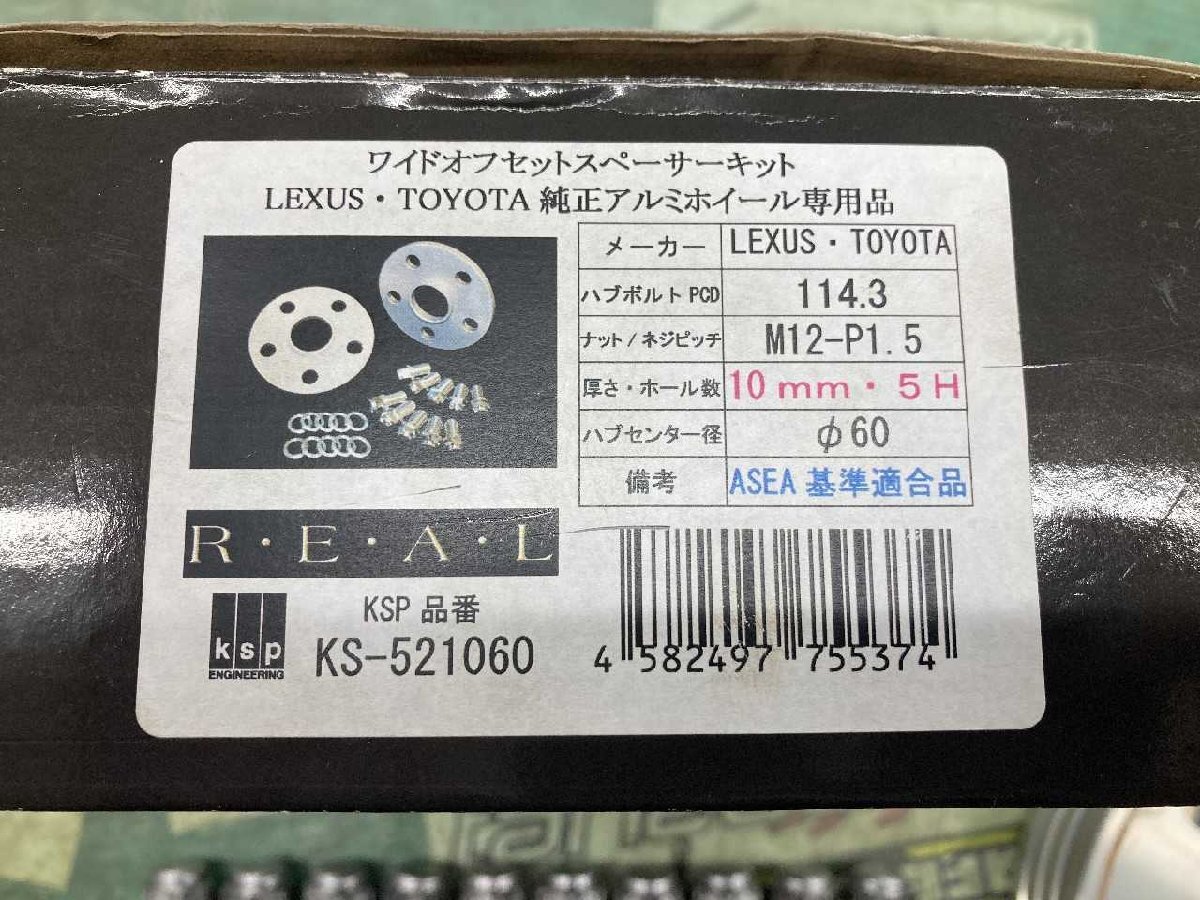 ワイドオフセットスペーサーキット
LEXUS・TOYOTA 純正アルミホイール専用品
メーカー LEXUS・TOYOTA
ハブボルト PCD 114.3
ナット/ネジピッチ M12-P1.5
厚さ・ホール数 10mm・5H
ハブセンター径 φ60
備考 ASEA 基準適合品
R・E・A・L
ksp
ENGINEERING
KSP 品番
KS-521060
4 582497 755374